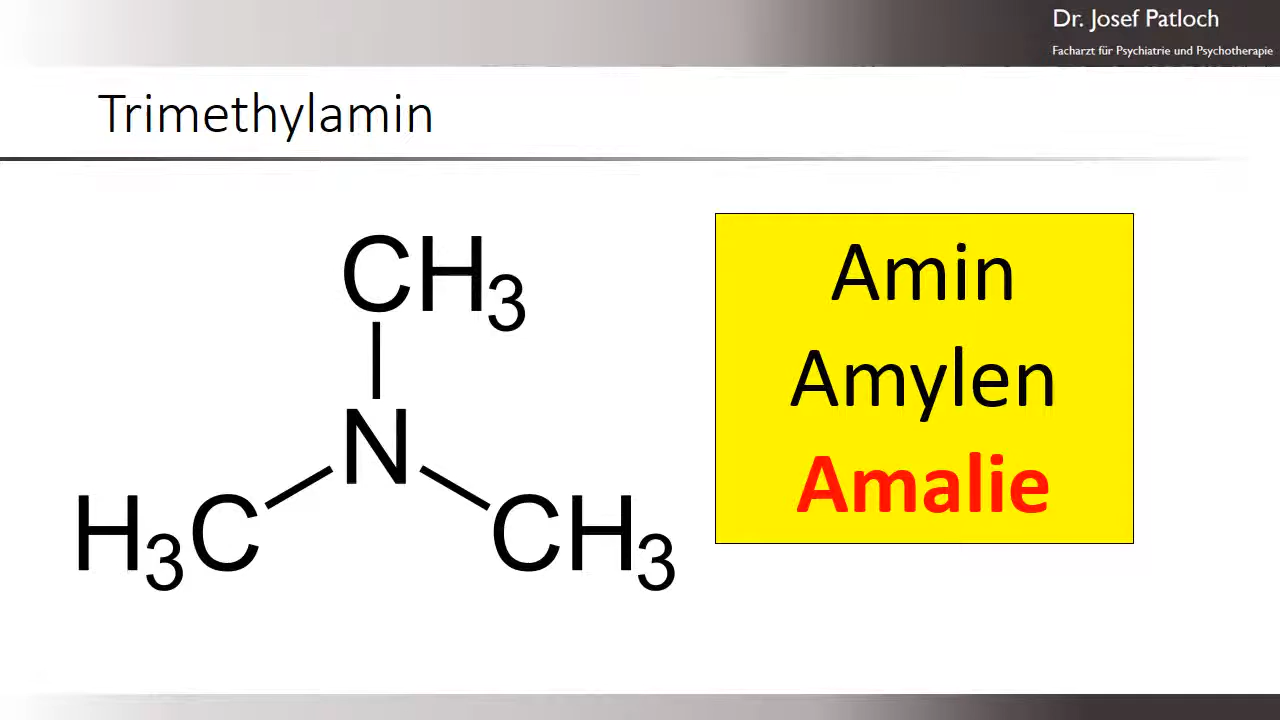 Dr. Josef Patloch
Facharzt für Psychiatrie und Psychotherapie
Trimethylamin
CH3
N
H3C
CH3
Amin
Amylen
Amalie